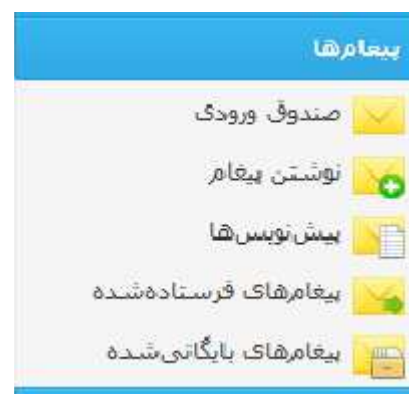 پیغام‌ها
صندوق ورودی
نوشتن پیغام
پیش‌نویس‌ها
پیغام‌های فرستاده‌شده
پیغام‌های بایگانی‌شده